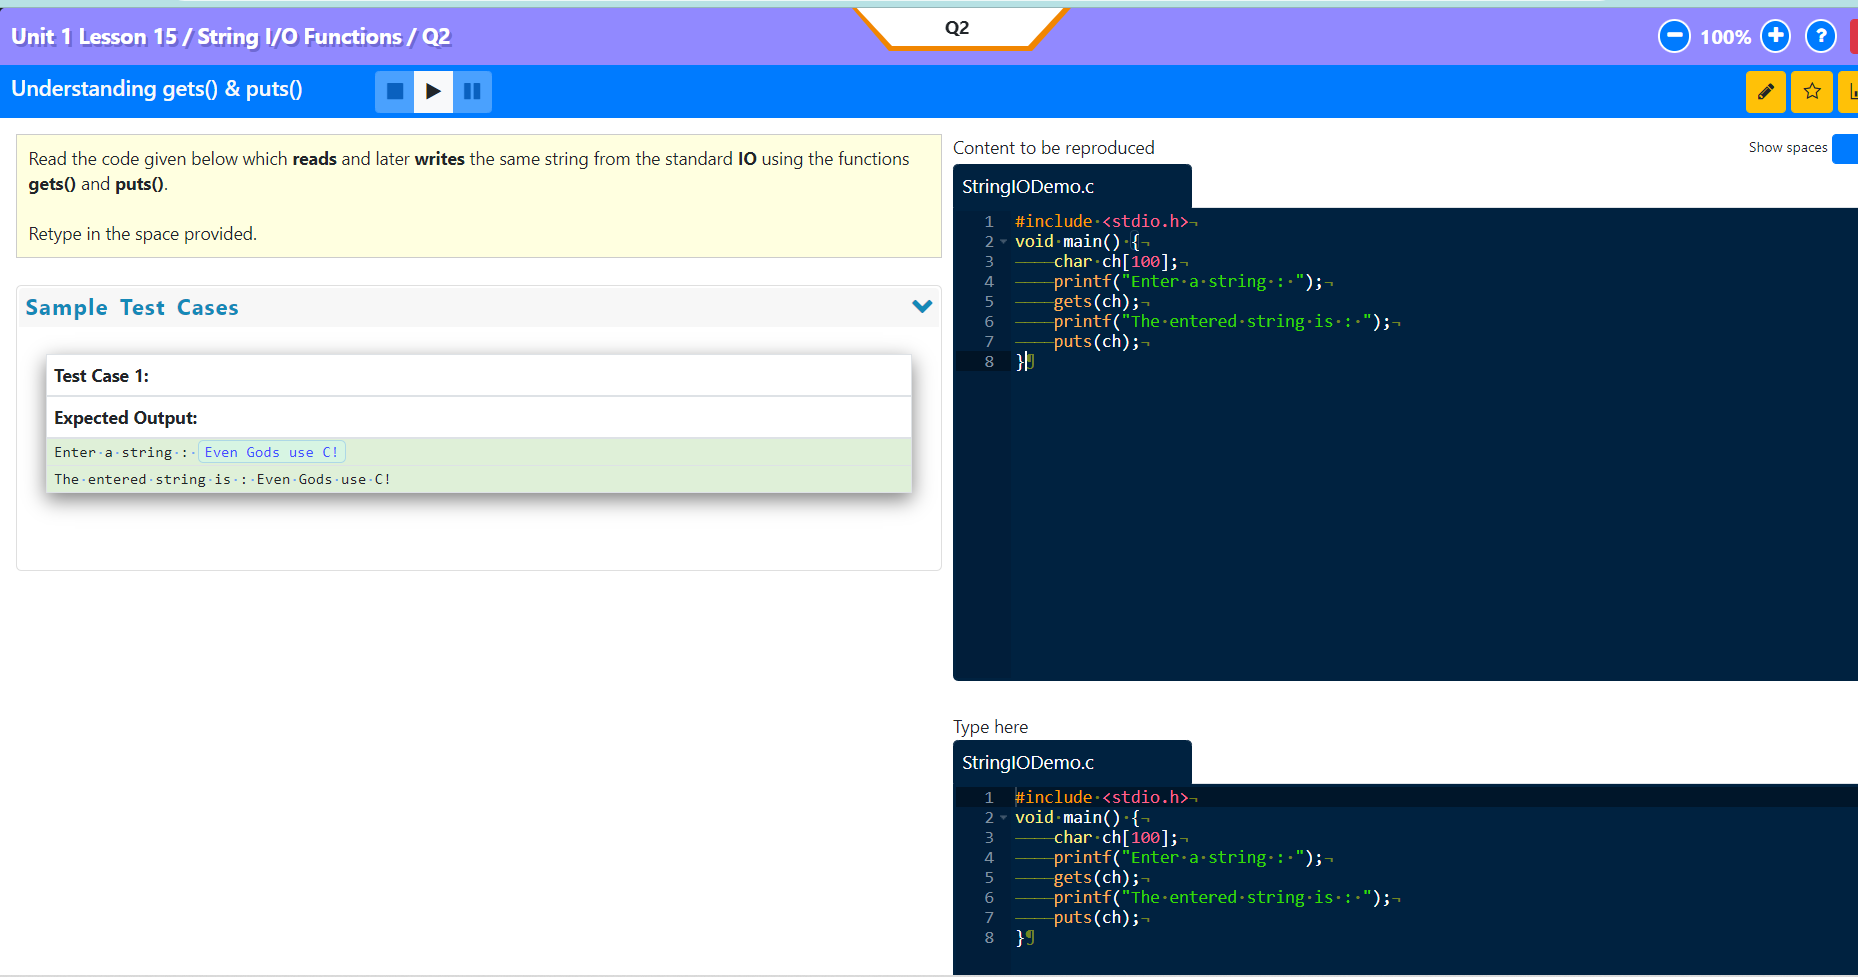 Q2
Unit 1 Lesson 15 / String I/O Functions / Q2
100%
?
Understanding gets() & puts()
Read the code given below which reads and later writes the same string from the standard IO using the functions
gets() and puts().
Retype in the space provided.
Sample Test Cases
Test Case 1:
Expected Output:
Enter·a·string·:· Even Gods use C!
The·entered·string·is·:·Even·Gods·use·C!
Content to be reproduced
Show spaces
StringIODemo.c
1 #include·<stdio.h>¬
2 void·main()·{¬
3 ————char·ch[100];¬
4 ————printf("Enter·a·string·:·");¬
5 ————gets(ch);¬
6 ————printf("The·entered·string·is·:·");¬
7 ————puts(ch);¬
8 }¶
Type here
StringIODemo.c
1 #include·<stdio.h>¬
2 void·main()·{¬
3 ————char·ch[100];¬
4 ————printf("Enter·a·string·:·");¬
5 ————gets(ch);¬
6 ————printf("The·entered·string·is·:·");¬
7 ————puts(ch);¬
8 }¶